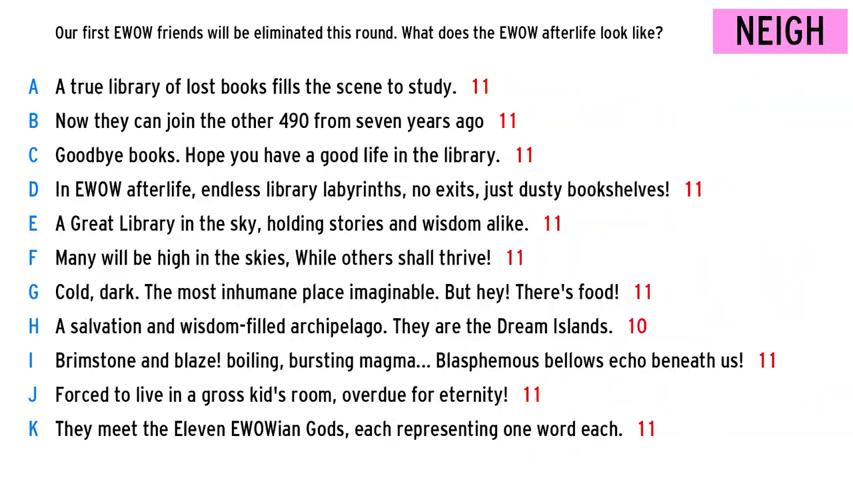 Our first EWOW friends will be eliminated this round. What does the EWOW afterlife look like?
NEIGH
A A true library of lost books fills the scene to study. 11
B Now they can join the other 490 from seven years ago 11
C Goodbye books. Hope you have a good life in the library. 11
D In EWOW afterlife, endless library labyrinths, no exits, just dusty bookshelves! 11
E A Great Library in the sky, holding stories and wisdom alike. 11
F Many will be high in the skies, While others shall thrive! 11
G Cold, dark. The most inhumane place imaginable. But hey! There's food! 11
H A salvation and wisdom-filled archipelago. They are the Dream Islands. 10
I Brimstone and blaze! boiling, bursting magma... Blasphemous bellows echo beneath us! 11
J Forced to live in a gross kid's room, overdue for eternity! 11
K They meet the Eleven EWOWian Gods, each representing one word each. 11